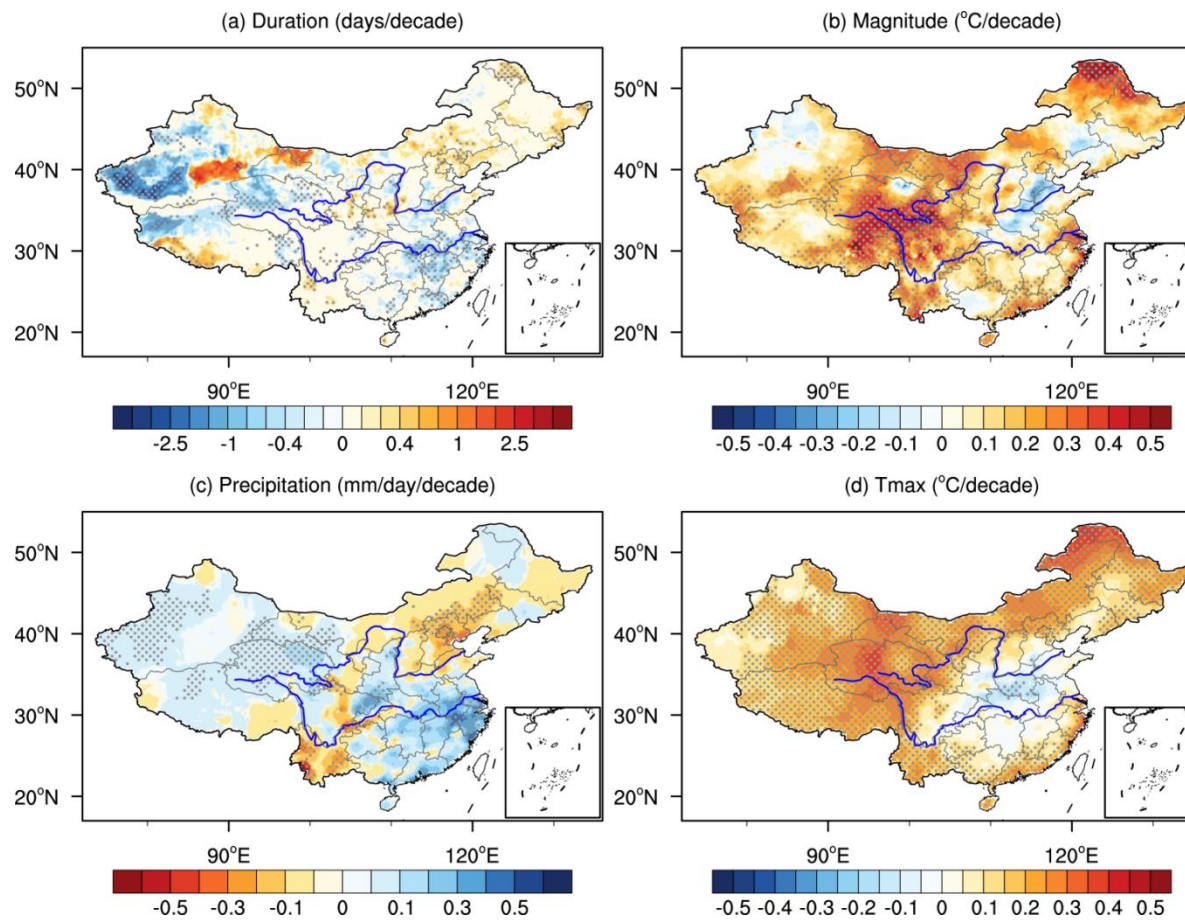 (a) Duration (days/decade)
(b) Magnitude (°C/decade)
50°N
40°N
30°N
20°N
90°E
120°E
-2.5 -1 -0.4 0 0.4 1 2.5
50°N
40°N
30°N
20°N
90°E
120°E
-0.5 -0.4 -0.3 -0.2 -0.1 0 0.1 0.2 0.3 0.4 0.5
(c) Precipitation (mm/day/decade)
(d) Tmax (°C/decade)
50°N
40°N
30°N
20°N
90°E
120°E
-0.5 -0.3 -0.1 0 0.1 0.3 0.5
50°N
40°N
30°N
20°N
90°E
120°E
-0.5 -0.4 -0.3 -0.2 -0.1 0 0.1 0.2 0.3 0.4 0.5